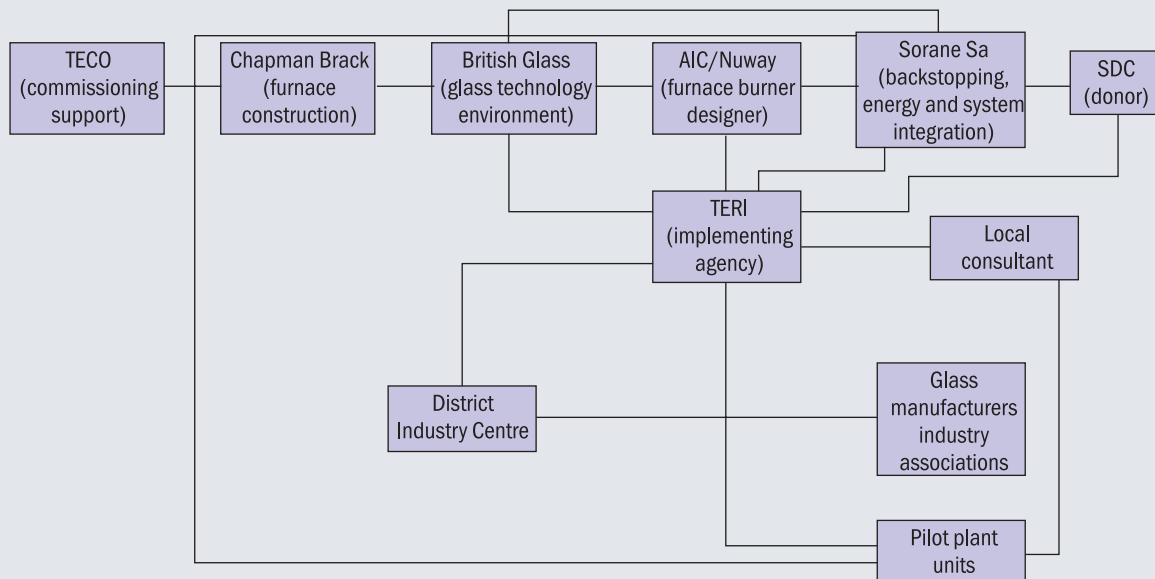 TECO
(commissioning
support)
Chapman Brack
(furnace
construction)
British Glass
(glass technology
environment)
AIC/Nuway
(furnace burner
designer)
Sorane Sa
(backstopping,
energy and system
integration)
SDC
(donor)
TERI
(implementing
agency)
Local
consultant
District
Industry Centre
Glass
manufacturers
industry
associations
Pilot plant
units